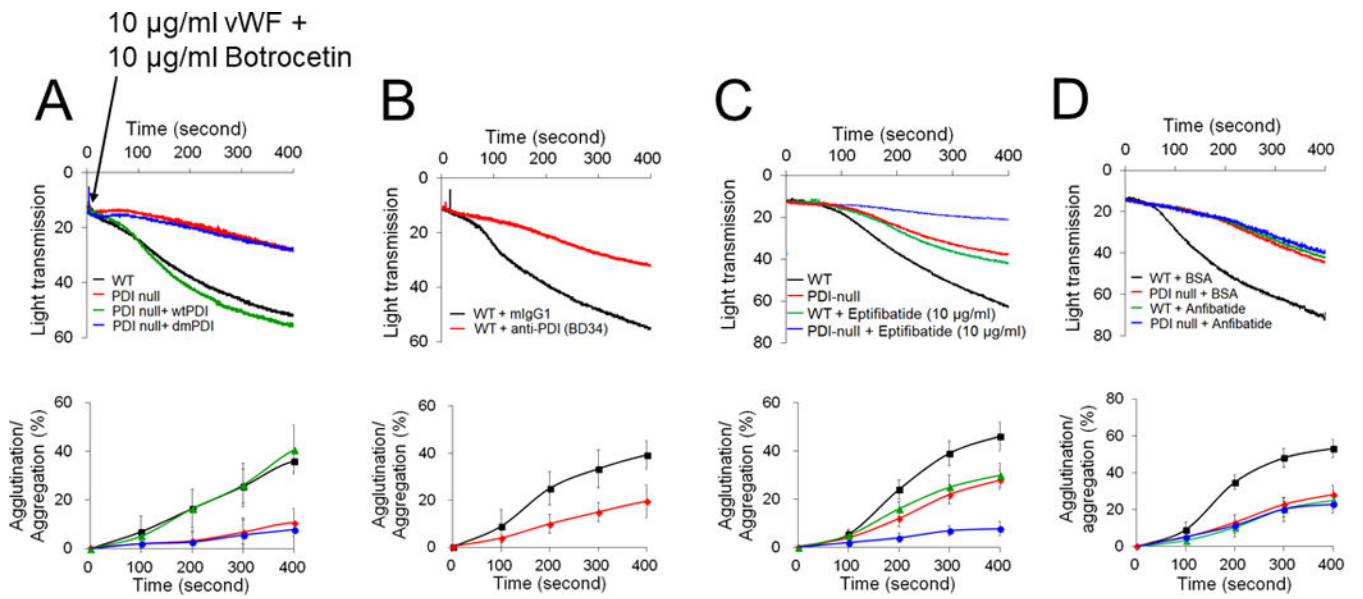 10 µg/ml vWF +
10 µg/ml Botrocetin
A
Time (second)
0 100 200 300 400
0
20
40
60
Light transmission
WT
PDI null
PDI null+ wtPDI
PDI null+ dmPDI
B
Time (second)
0 100 200 300 400
0
20
40
60
Light transmission
WT + mIgG1
WT + anti-PDI (BD34)
C
Time (second)
0 100 200 300 400
0
20
40
60
80
Light transmission
WT
PDI-null
WT + Eptifibatide (10 µg/ml)
PDI-null + Eptifibatide (10 µg/ml)
D
Time (second)
0 100 200 300 400
0
20
40
60
80
Light transmission
WT + BSA
PDI null + BSA
WT + Anfibatide
PDI null + Anfibatide
Agglutination/
Aggregation (%)
60
40
20
0
0 100 200 300 400
Time (second)
Agglutination/
Aggregation (%)
60
40
20
0
0 100 200 300 400
Time (second)
Agglutination/
Aggregation (%)
60
40
20
0
0 100 200 300 400
Time (second)
Agglutination/
aggregation (%)
80
60
40
20
0
0 100 200 300 400
Time (second)